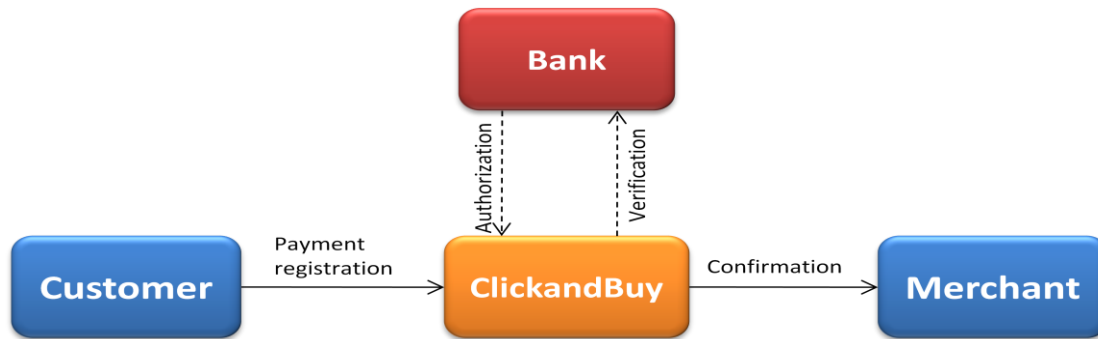 Bank
Authorization
Verification
Payment
registration
Customer
ClickandBuy
Confirmation
Merchant